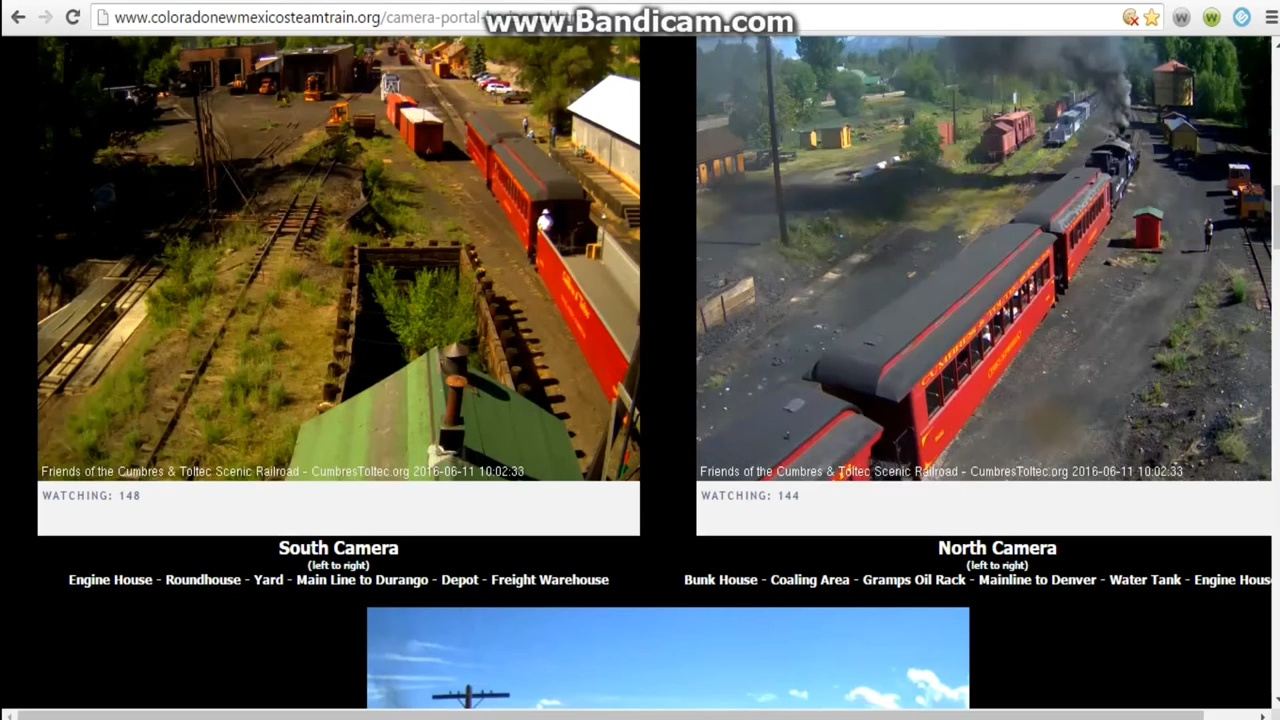 www.Bandicam.com
www.coloradonewmexicosteamtrain.org/camera-portal-
CUMBRES & TOLTEC
Friends of the Cumbres & Toltec Scenic Railroad - CumbresToltec.org 2016-06-11 10:02:33
Friends of the Cumbres & Toltec Scenic Railroad - CumbresToltec.org 2016-06-11 10:02:33
WATCHING: 148
WATCHING: 144
South Camera
(left to right)
Engine House - Roundhouse - Yard - Main Line to Durango - Depot - Freight Warehouse
North Camera
(left to right)
Bunk House - Coaling Area - Gramps Oil Rack - Mainline to Denver - Water Tank - Engine Hous